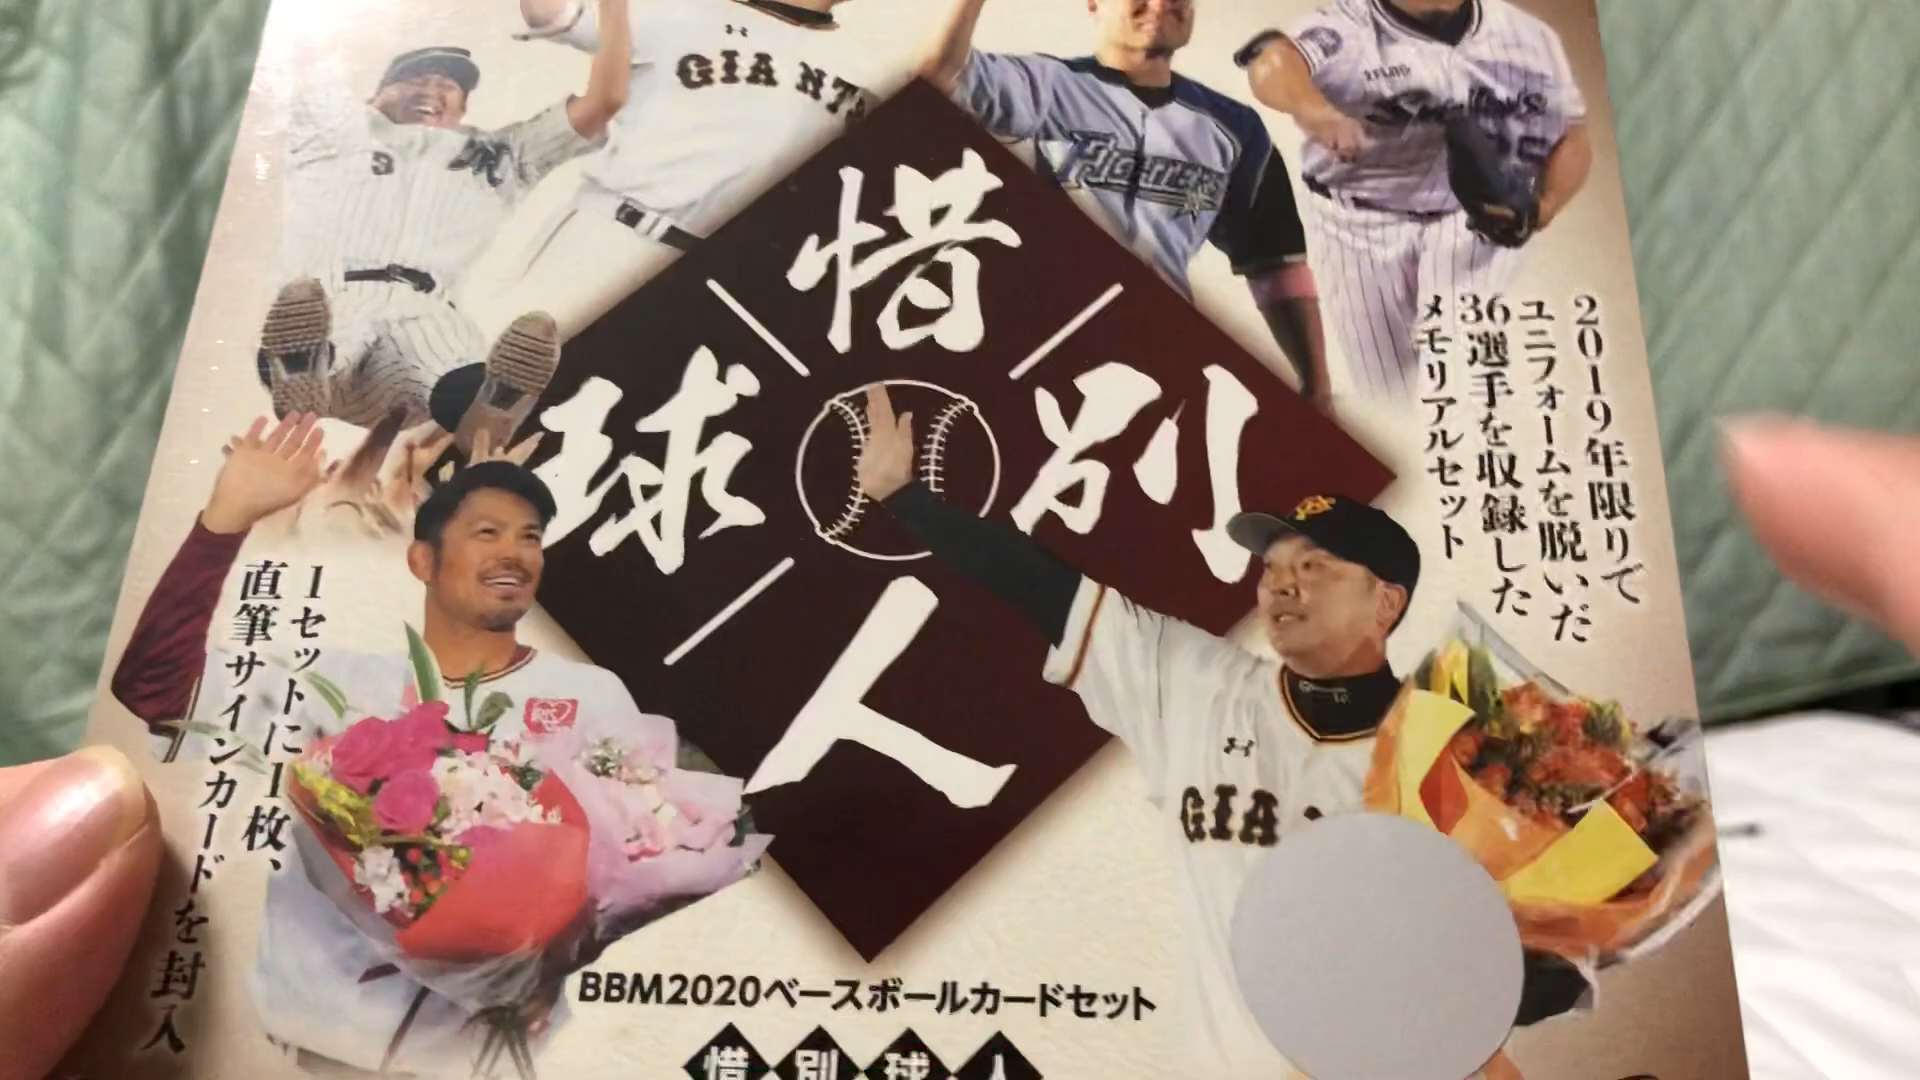 GIANTS
Fighters
Swallows
惜別球人
2019年限りで
ユニフォームを脱いだ
36選手を収録した
メモリアルセット
1セットに1枚、
直筆サインカードを封入
GIA
BBM2020ベースボールカードセット
惜別球人